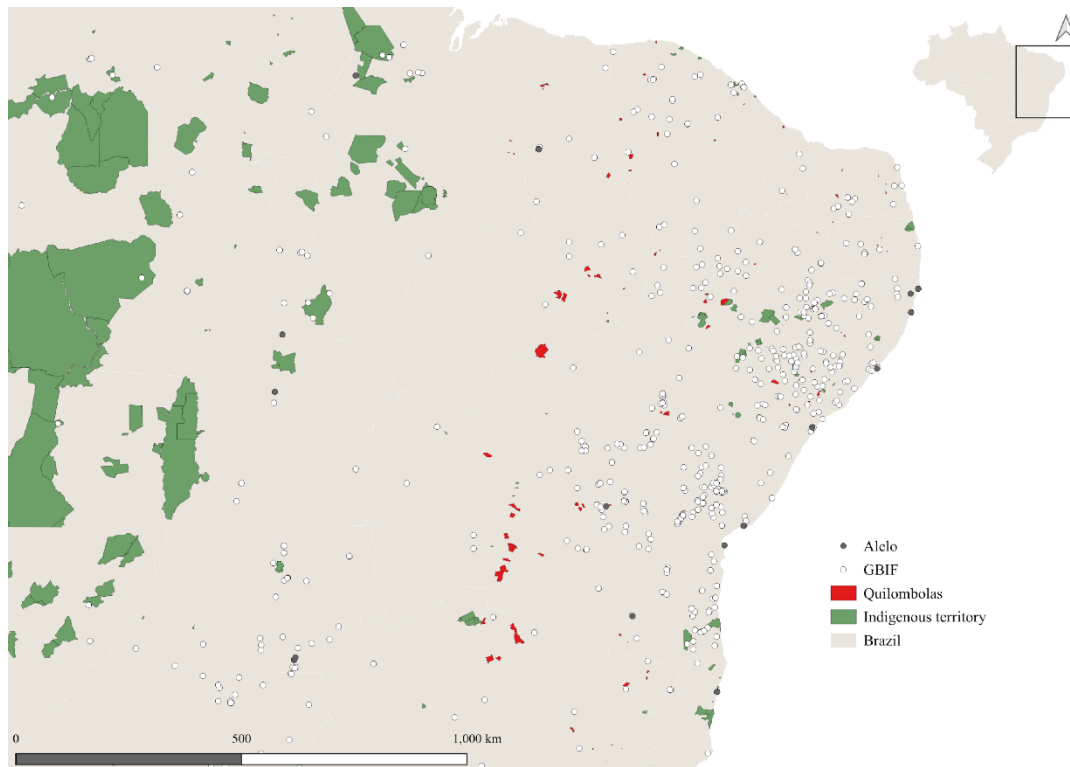 Alelo
GBIF
Quilombolas
Indigenous territory
Brazil
0 500 1,000 km